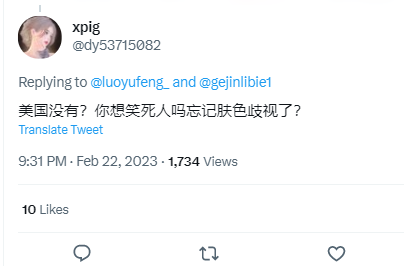 xpig
@dy53715082
Replying to @luoyufeng_ and @gejinlibie1
美国没有？你想笑死人吗忘记肤色歧视了？
Translate Tweet
9:31 PM · Feb 22, 2023 · 1,734 Views
10 Likes